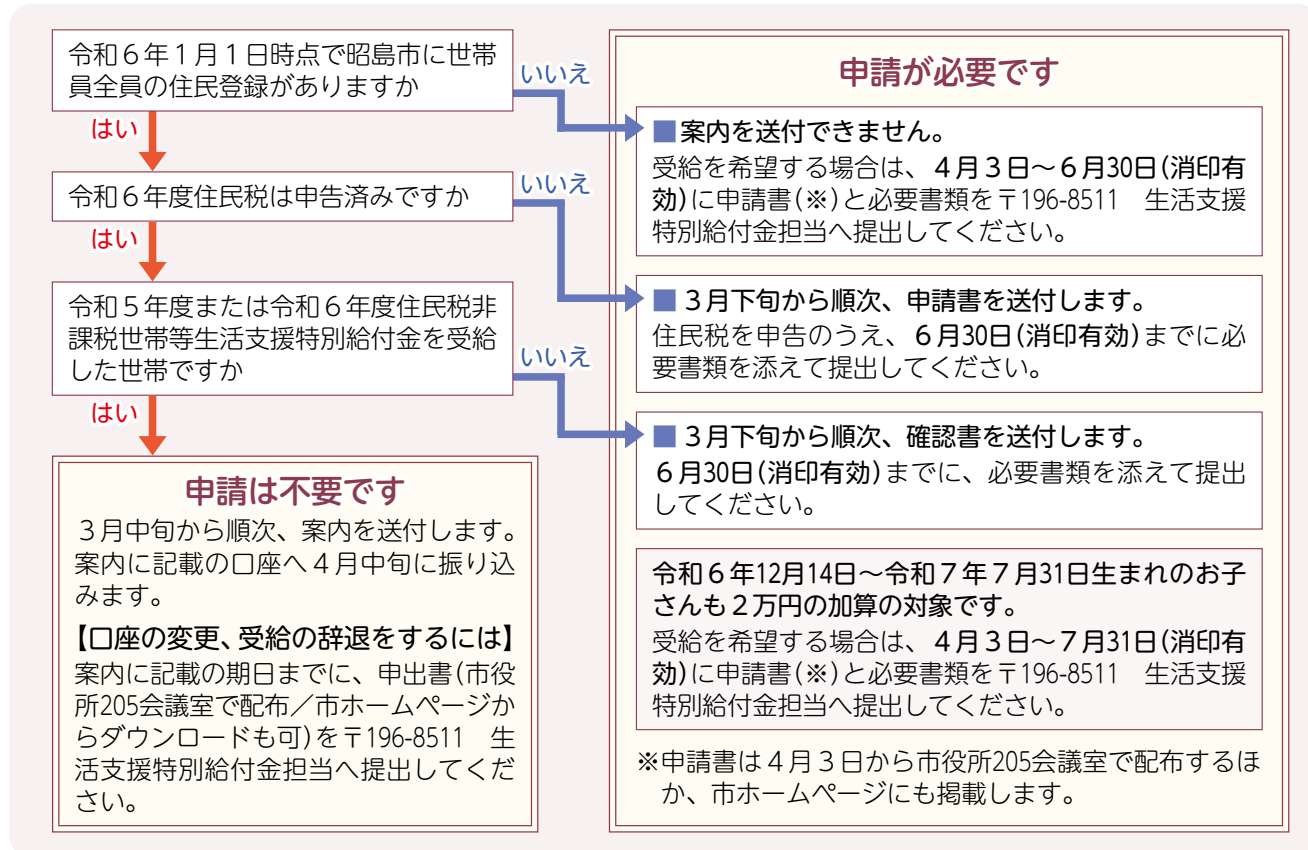 令和６年１月１日時点で昭島市に世帯
員全員の住民登録がありますか
いいえ
はい
令和６年度住民税は申告済みですか
いいえ
はい
令和５年度または令和６年度住民税非
課税世帯等生活支援特別給付金を受給
した世帯ですか
いいえ
はい
申請は不要です
３月中旬から順次、案内を送付します。
案内に記載の口座へ４月中旬に振り込
みます。
【口座の変更、受給の辞退をするには】
案内に記載の期日までに、申出書(市役
所205会議室で配布／市ホームページか
らダウンロードも可)を〒196-8511　生
活支援特別給付金担当へ提出してくだ
さい。
申請が必要です
■案内を送付できません。
受給を希望する場合は、４月３日〜６月30日(消印有
効)に申請書(※)と必要書類を〒196-8511　生活支援
特別給付金担当へ提出してください。
■３月下旬から順次、申請書を送付します。
住民税を申告のうえ、６月30日(消印有効)までに必
要書類を添えて提出してください。
■３月下旬から順次、確認書を送付します。
６月30日(消印有効)までに、必要書類を添えて提出
してください。
令和６年12月14日〜令和７年７月31日生まれのお子
さんも２万円の加算の対象です。
受給を希望する場合は、４月３日〜７月31日(消印有
効)に申請書(※)と必要書類を〒196-8511　生活支援
特別給付金担当へ提出してください。
※申請書は４月３日から市役所205会議室で配布するほ
か、市ホームページにも掲載します。